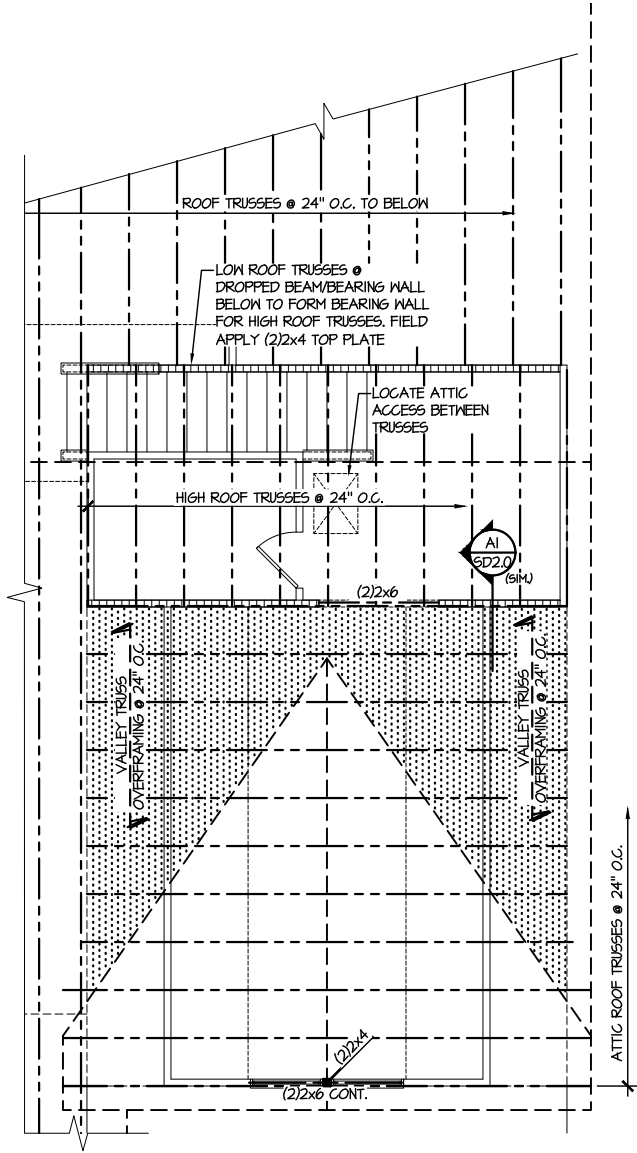 ROOF TRUSSES @ 24" O.C. TO BELOW
LOW ROOF TRUSSES @
DROPPED BEAM/BEARING WALL
BELOW TO FORM BEARING WALL
FOR HIGH ROOF TRUSSES. FIELD
APPLY (2)2x4 TOP PLATE
LOCATE ATTIC
ACCESS BETWEEN
TRUSSES
HIGH ROOF TRUSSES @ 24" O.C.
A1
SD2.0
(SIM.)
(2)2x6
VALLEY TRUSS
OVERFRAMING @ 24" O.C.
VALLEY TRUSS
OVERFRAMING @ 24" O.C.
ATTIC ROOF TRUSSES @ 24" O.C.
(2)2x4
(2)2x6 CONT.